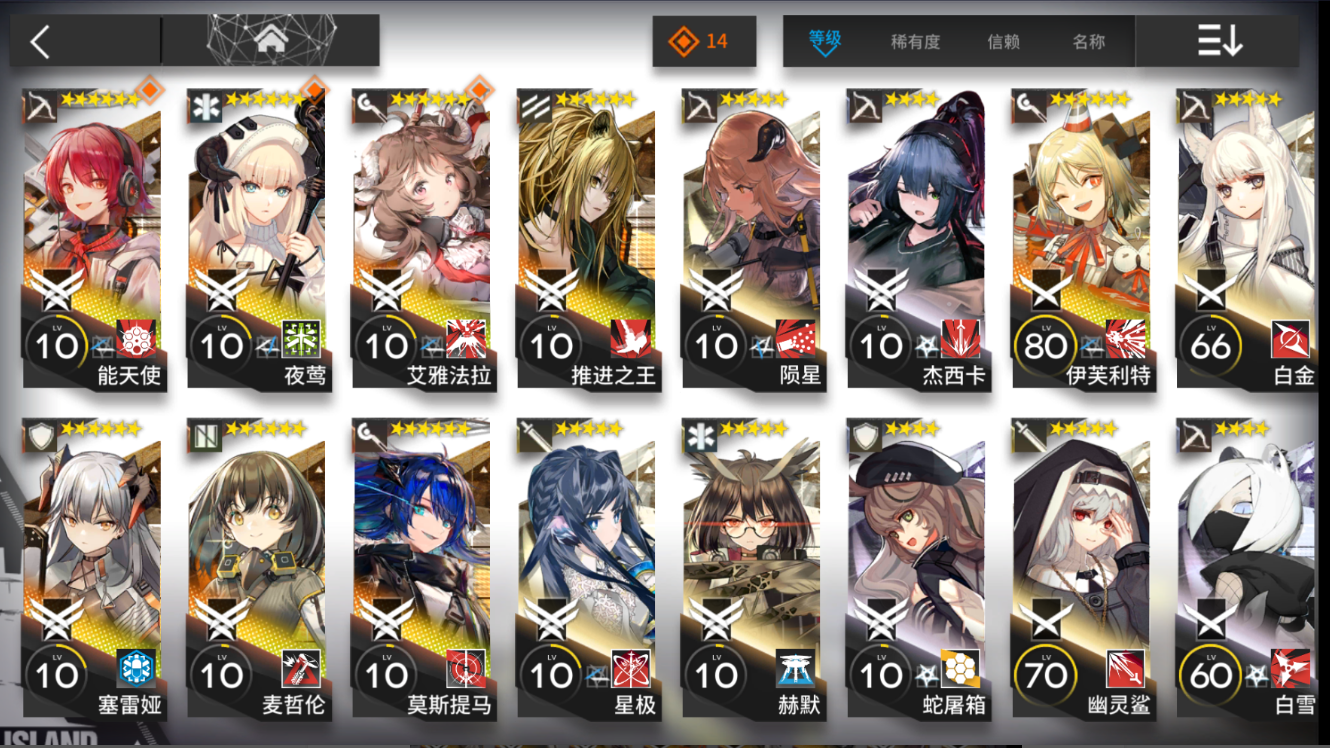 14 等级 稀有度 信赖 名称
LV LV LV LV LV LV LV LV
10 10 10 10 10 10 80 66
能天使 夜莺 艾雅法拉 推进之王 陨星 杰西卡 伊芙利特 白金
LV LV LV LV LV LV LV LV
10 10 10 10 10 10 70 60
塞雷娅 麦哲伦 莫斯提马 星极 赫默 蛇屠箱 幽灵鲨 白雪
ISLAND